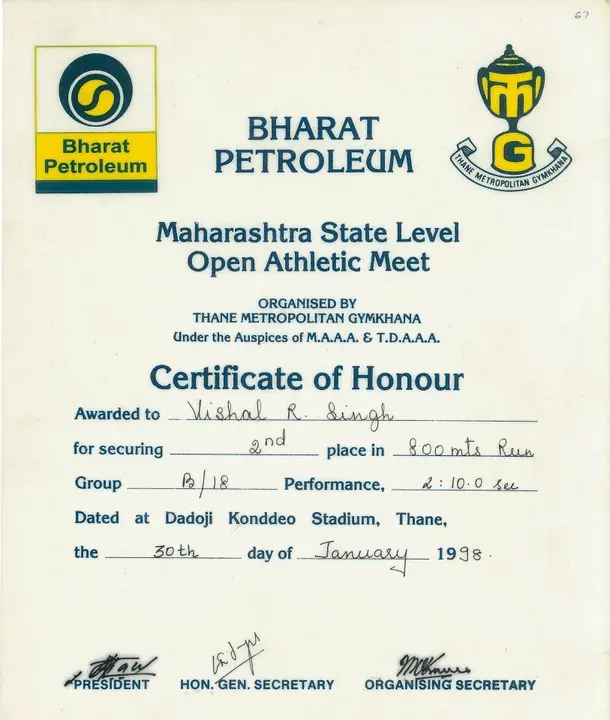 67
Bharat
Petroleum
BHARAT
PETROLEUM
TMG
THANE METROPOLITAN GYMKHANA
Maharashtra State Level
Open Athletic Meet
ORGANISED BY
THANE METROPOLITAN GYMKHANA
Under the Auspices of M.A.A.A. & T.D.A.A.A.
Certificate of Honour
Awarded to Vishal R. Singh
for securing 2nd place in 800 mts Run
Group B/18 Performance, 2:10.0 sec
Dated at Dadoji Konddeo Stadium, Thane,
the 30th day of January 1998.
PRESIDENT HON. GEN. SECRETARY ORGANISING SECRETARY